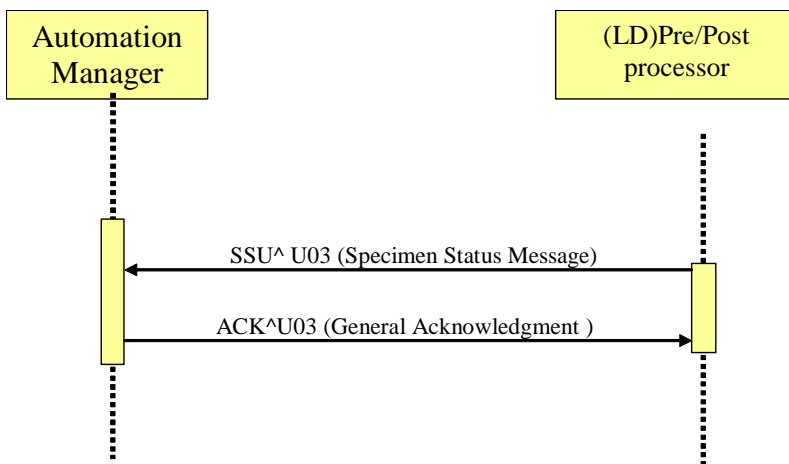 Automation
Manager
(LD)Pre/Post
processor
SSU^ U03 (Specimen Status Message)
ACK^U03 (General Acknowledgment )